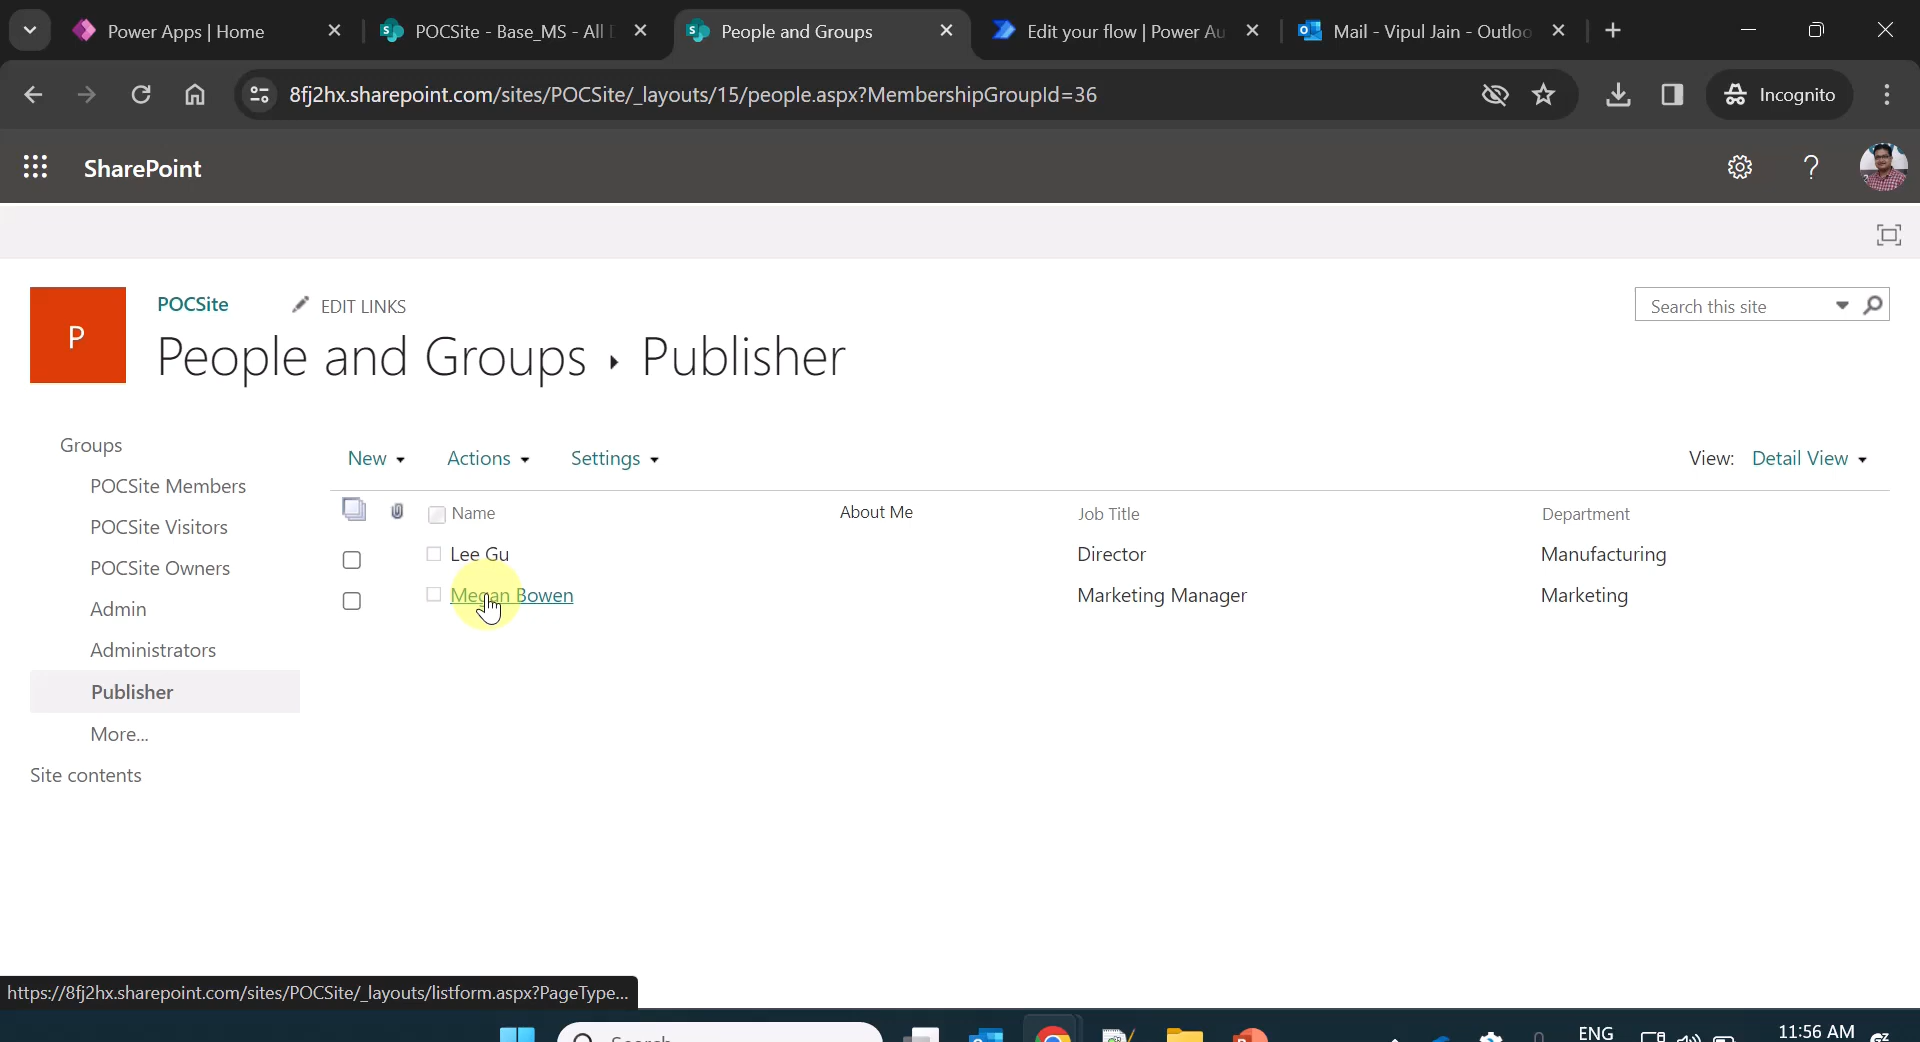 Power Apps | Home
POCSite - Base_MS - All
People and Groups
Edit your flow | Power Au
Mail - Vipul Jain - Outloo
8fj2hx.sharepoint.com/sites/POCSite/_layouts/15/people.aspx?MembershipGroupId=36
Incognito
SharePoint
?
P
POCSite
EDIT LINKS
Search this site
People and Groups ▸ Publisher
Groups
POCSite Members
POCSite Visitors
POCSite Owners
Admin
Administrators
Publisher
More...
Site contents
New
Actions
Settings
View: Detail View
Name About Me Job Title Department
Lee Gu Director Manufacturing
Megan Bowen Marketing Manager Marketing
https://8fj2hx.sharepoint.com/sites/POCSite/_layouts/listform.aspx?PageType...
Search
ENG
11:56 AM